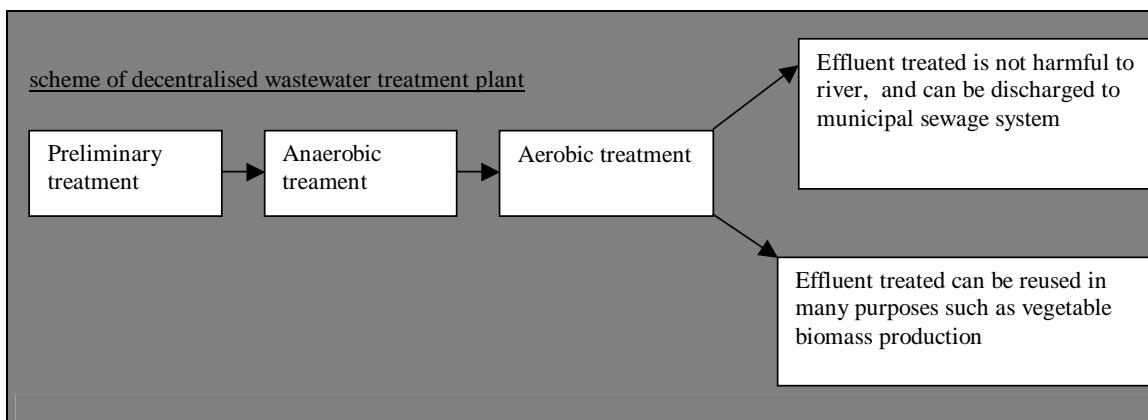 scheme of decentralised wastewater treatment plant
Preliminary
treatment
Anaerobic
treament
Aerobic treatment
Effluent treated is not harmful to
river,  and can be discharged to
municipal sewage system
Effluent treated can be reused in
many purposes such as vegetable
biomass production